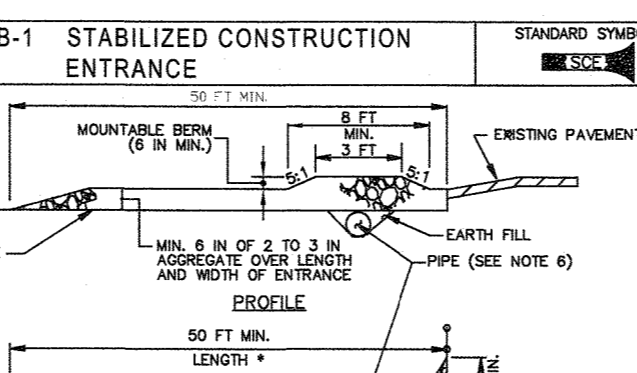 B-1 STABILIZED CONSTRUCTION
ENTRANCE
STANDARD
SCE
50 FT MIN.
8 FT
MIN.
3 FT
MOUNTABLE BERM
(6 IN MIN.)
5:1
5:1
EXISTING PAVEMENT
MIN. 6 IN OF 2 TO 3 IN
AGGREGATE OVER LENGTH
AND WIDTH OF ENTRANCE
EARTH FILL
PIPE (SEE NOTE 6)
PROFILE
50 FT MIN.
LENGTH *